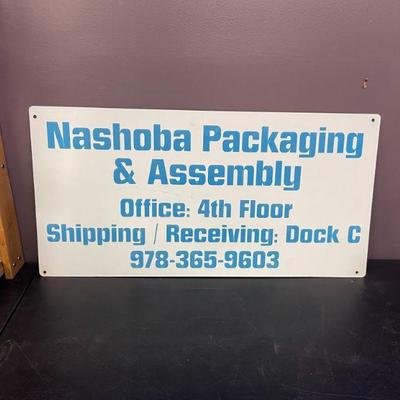 Nashoba Packaging
& Assembly
Office: 4th Floor
Shipping / Receiving: Dock C
978-365-9603